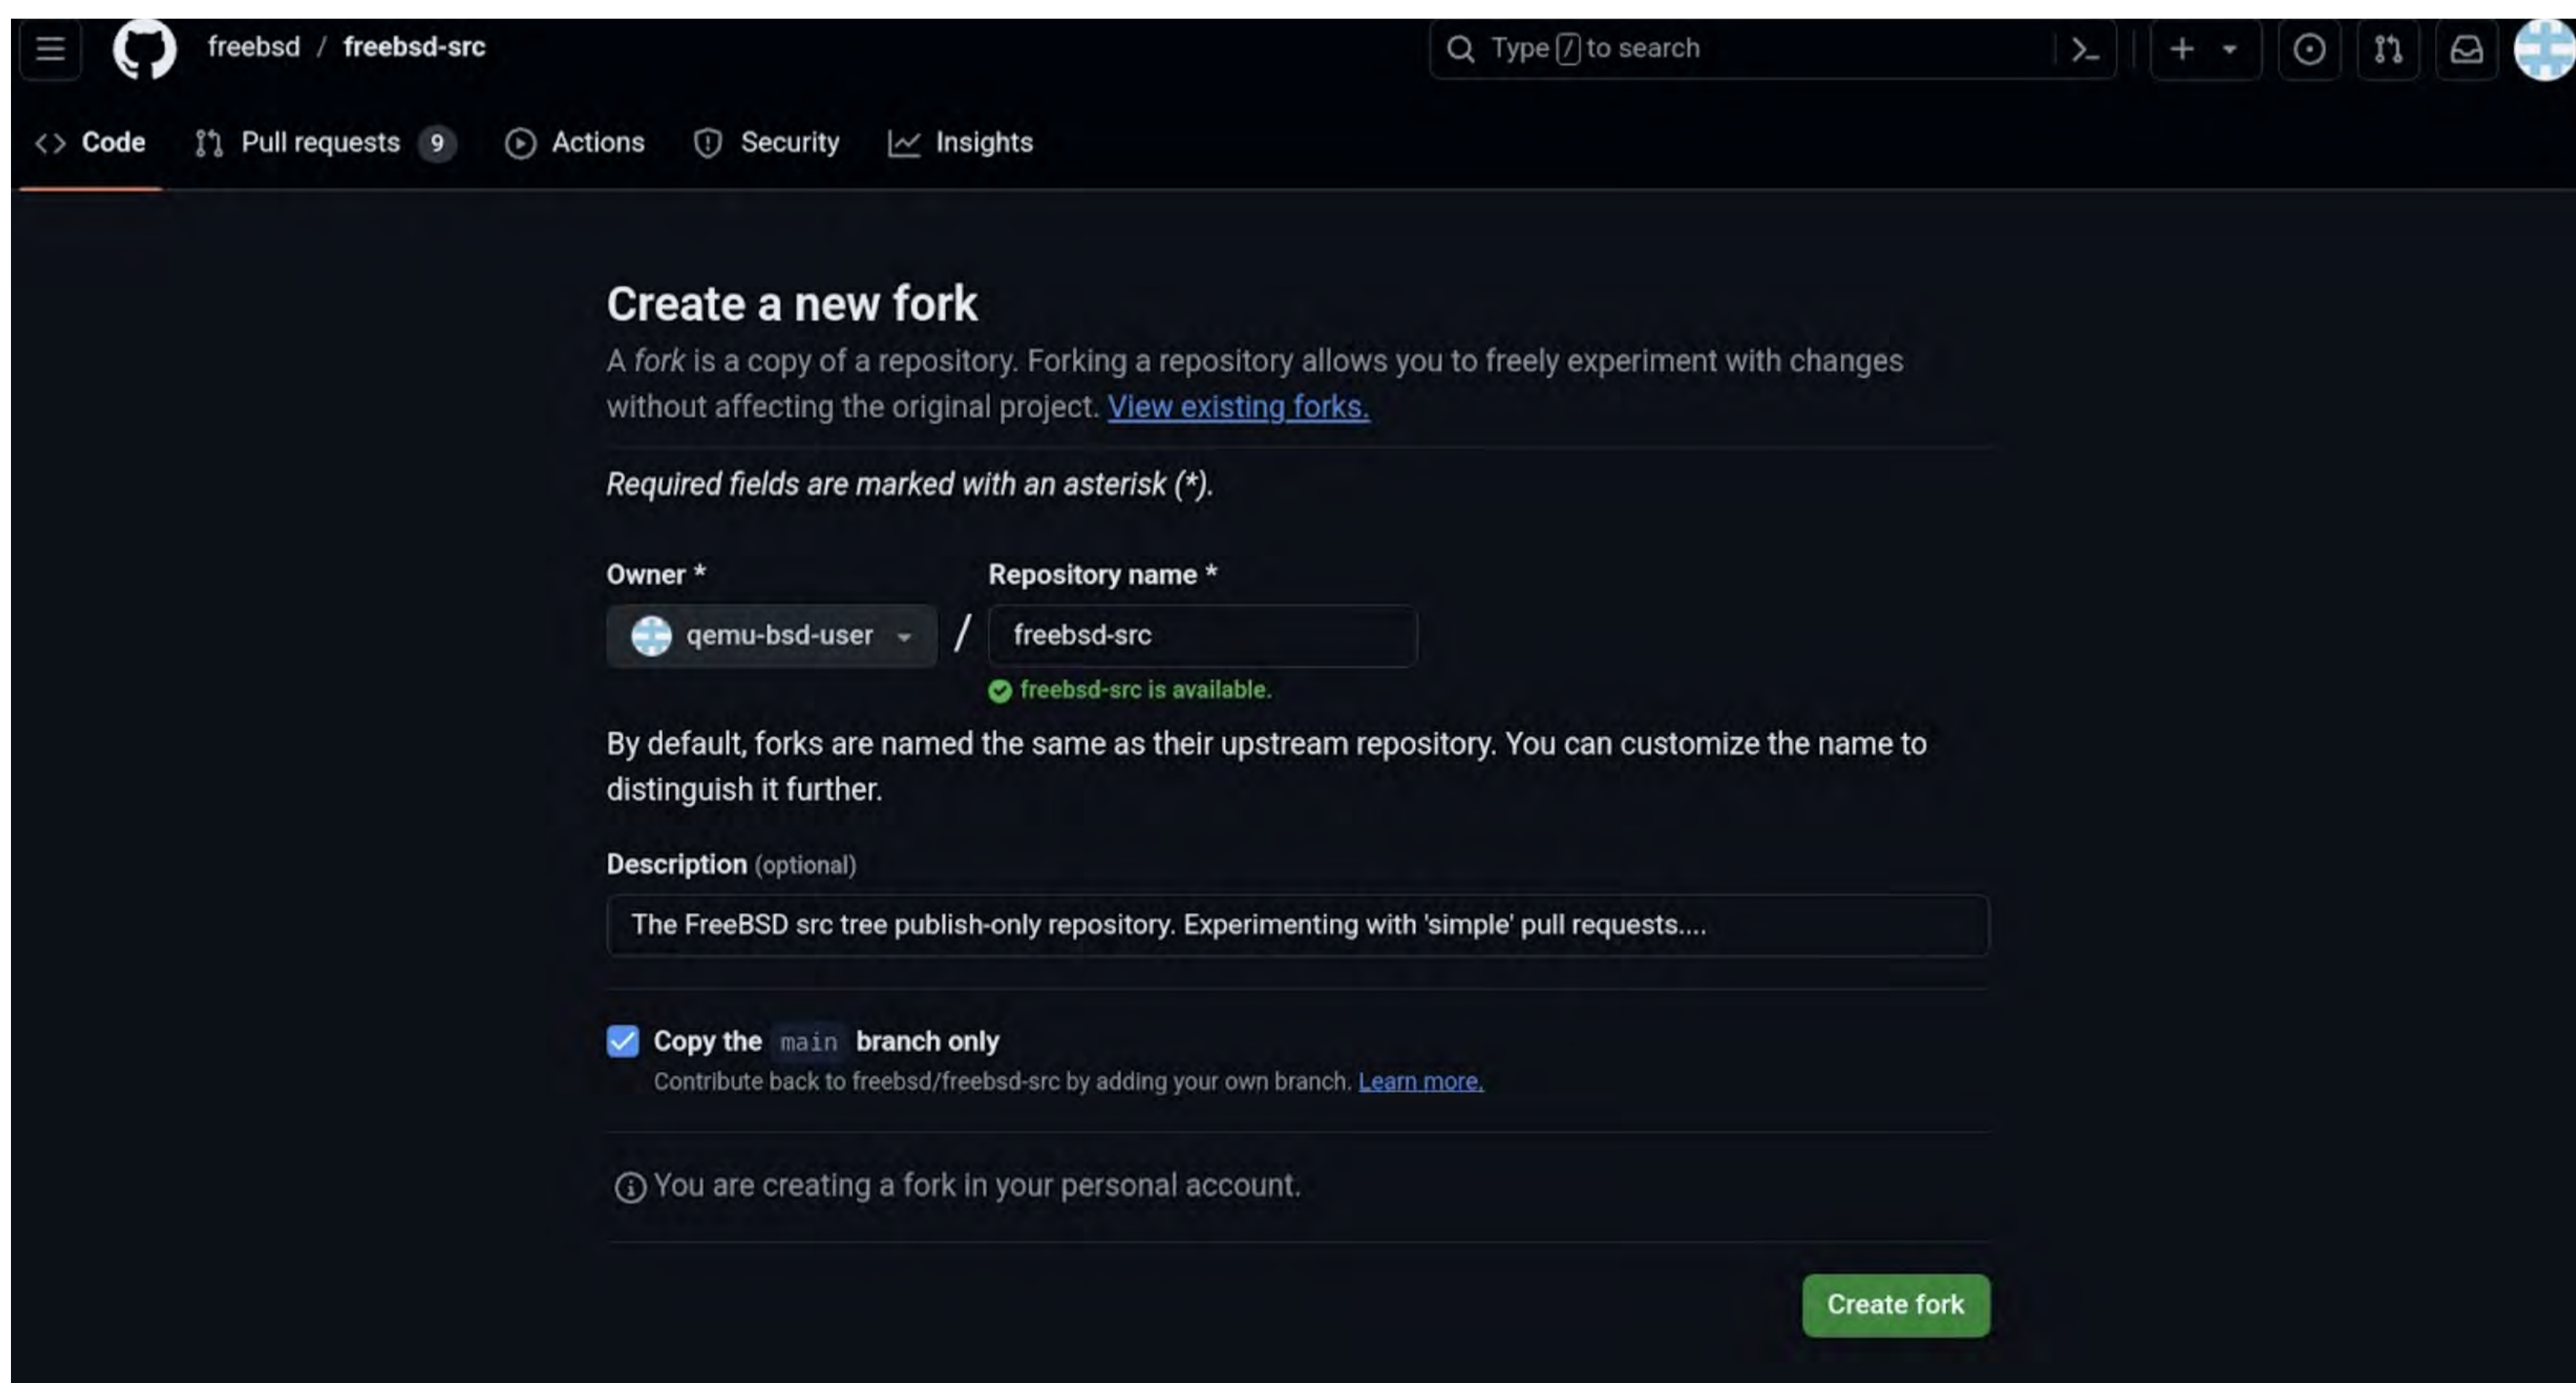 freebsd / freebsd-src
Type / to search
Code Pull requests 9 Actions Security Insights
Create a new fork
A fork is a copy of a repository. Forking a repository allows you to freely experiment with changes
without affecting the original project. View existing forks.
Required fields are marked with an asterisk (*).
Owner * Repository name *
qemu-bsd-user / freebsd-src
freebsd-src is available.
By default, forks are named the same as their upstream repository. You can customize the name to
distinguish it further.
Description (optional)
The FreeBSD src tree publish-only repository. Experimenting with 'simple' pull requests....
Copy the main branch only
Contribute back to freebsd/freebsd-src by adding your own branch. Learn more.
You are creating a fork in your personal account.
Create fork